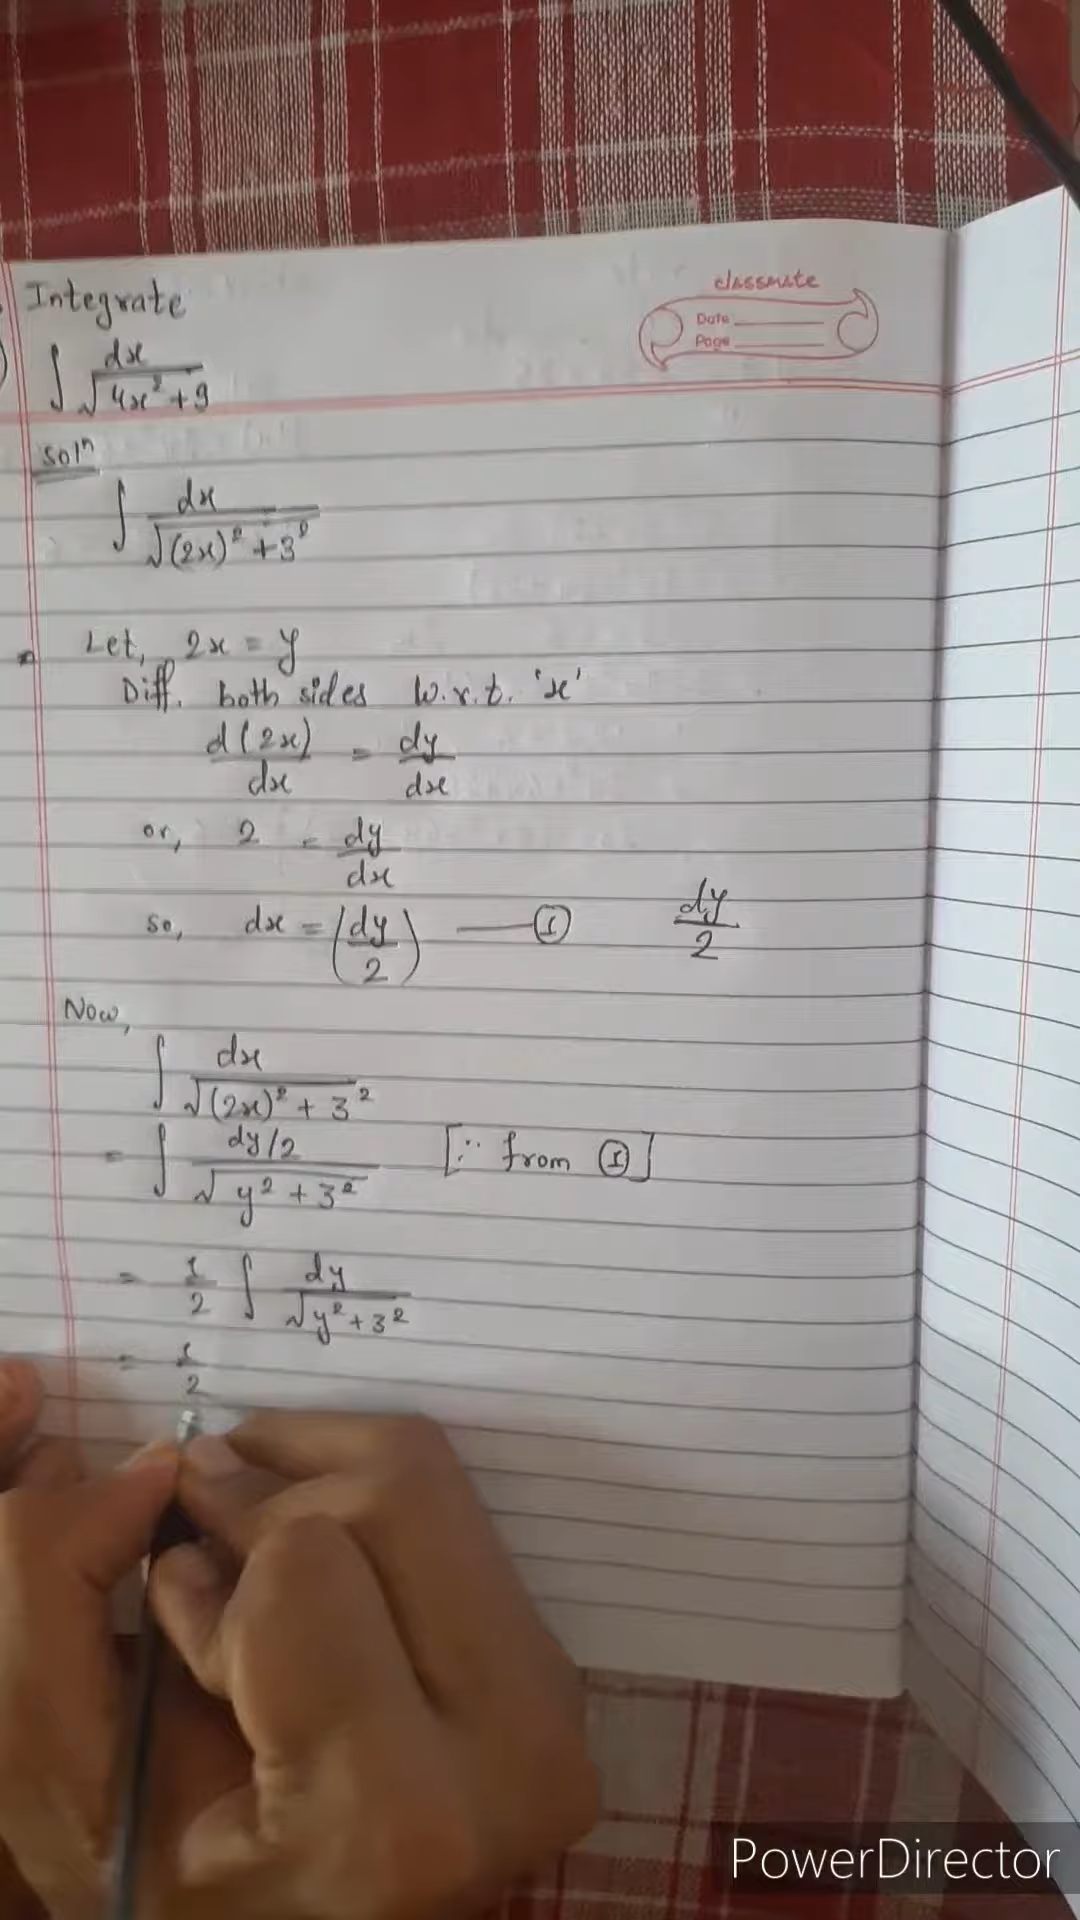 Integrate
∫ dx / √4x² + 9
classmate
Date
Page
Solⁿ
∫ dx / √(2x)² + 3²
Let, 2x = y
Diff. both sides w.r.t. 'x'
d(2x)/dx = dy/dx
or, 2 = dy/dx
so, dx = (dy/2) —— ① dy/2
Now,
∫ dx / √(2x)² + 3²
= ∫ dy/2 / √y² + 3² [∵ from ①]
= 1/2 ∫ dy / √y² + 3²
= 1/2
PowerDirector